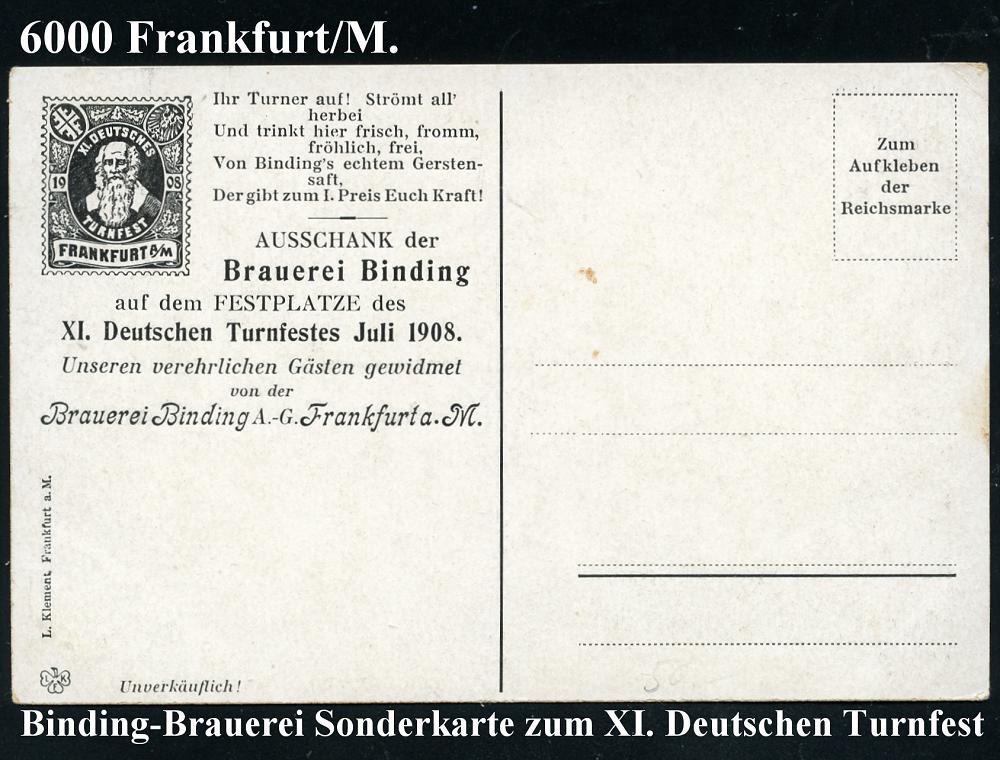 6000 Frankfurt/M.
XI. DEUTSCHES
19 08
TURNFEST
FRANKFURT a/M
Ihr Turner auf! Strömt all'
herbei
Und trinkt hier frisch, fromm,
fröhlich, frei,
Von Binding's echtem Gersten-
saft,
Der gibt zum I. Preis Euch Kraft!
AUSSCHANK der
Brauerei Binding
auf dem FESTPLATZE des
XI. Deutschen Turnfestes Juli 1908.
Unseren verehrlichen Gästen gewidmet
von der
Brauerei Binding A.-G. Frankfurt a. M.
L. Klement, Frankfurt a. M.
Unverkäuflich!
Zum
Aufkleben
der
Reichsmarke
Binding-Brauerei Sonderkarte zum XI. Deutschen Turnfest